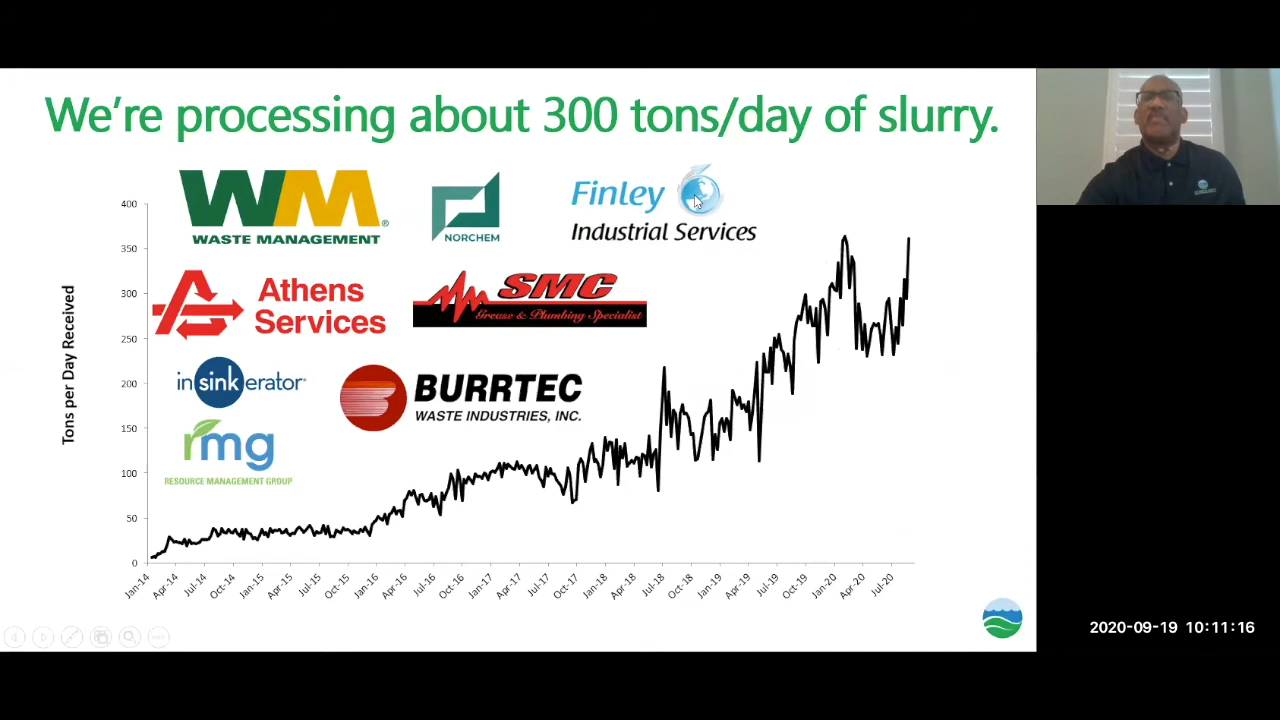 We're processing about 300 tons/day of slurry.
WM®
WASTE MANAGEMENT
NORCHEM
Finley
Industrial Services
Athens
Services
SMC
Grease & Plumbing Specialist
insinkerator®
BURRTEC
WASTE INDUSTRIES, INC.
rmg
RESOURCE MANAGEMENT GROUP
Tons per Day Received
400
350
300
250
200
150
100
50
0
Jan-14 Apr-14 Jul-14 Oct-14 Jan-15 Apr-15 Jul-15 Oct-15 Jan-16 Apr-16 Jul-16 Oct-16 Jan-17 Apr-17 Jul-17 Oct-17 Jan-18 Apr-18 Jul-18 Oct-18 Jan-19 Apr-19 Jul-19 Oct-19 Jan-20 Apr-20 Jul-20
2020-09-19 10:11:16